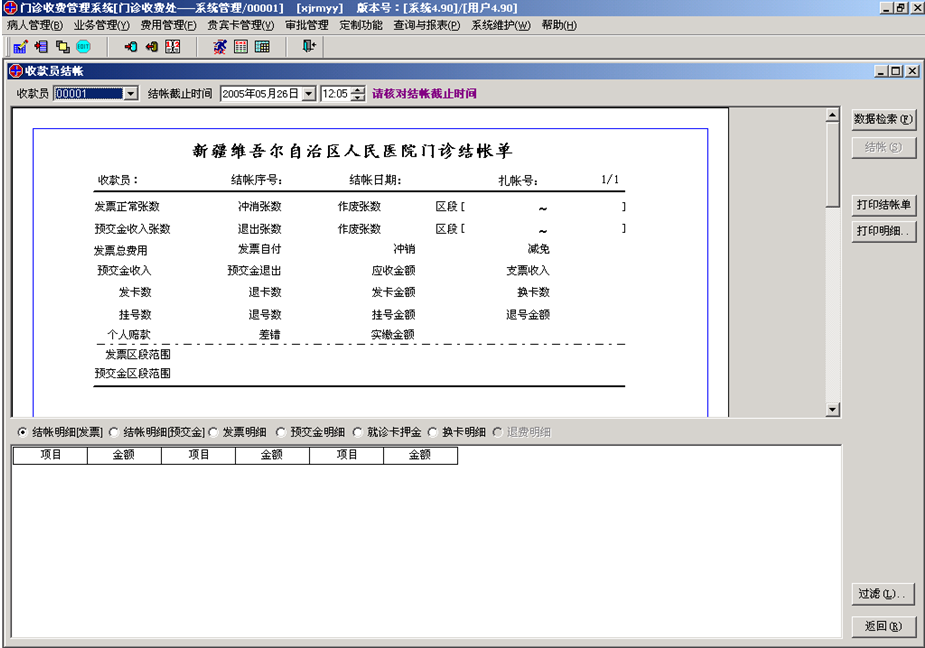 门诊收费管理系统[门诊收费处——系统管理/00001] [xjrmyy] 版本号：[系统4.90]/[用户4.90]
病人管理(B) 业务管理(Y) 费用管理(F) 贵宾卡管理(V) 审批管理 定制功能 查询与报表(P) 系统维护(W) 帮助(H)
收款员结帐
收款员 00001 结帐截止时间 2005年05月26日 12:05 请核对结帐截止时间
数据检索(F)
结帐(S)
打印结帐单
打印明细..
新疆维吾尔自治区人民医院门诊结帐单
收款员： 结帐序号: 结帐日期: 扎帐号: 1/1
发票正常张数 冲消张数 作废张数 区段[ ~ ]
预交金收入张数 退出张数 作废张数 区段[ ~ ]
发票总费用 发票自付 冲销 减免
预交金收入 预交金退出 应收金额 支票收入
发卡数 退卡数 发卡金额 换卡数
挂号数 退号数 挂号金额 退号金额
个人赔款 差错 实缴金额
发票区段范围
预交金区段范围
结帐明细[发票] 结帐明细[预交金] 发票明细 预交金明细 就诊卡押金 换卡明细 退费明细
项目 金额 项目 金额 项目 金额
过滤(L)..
返回(R)